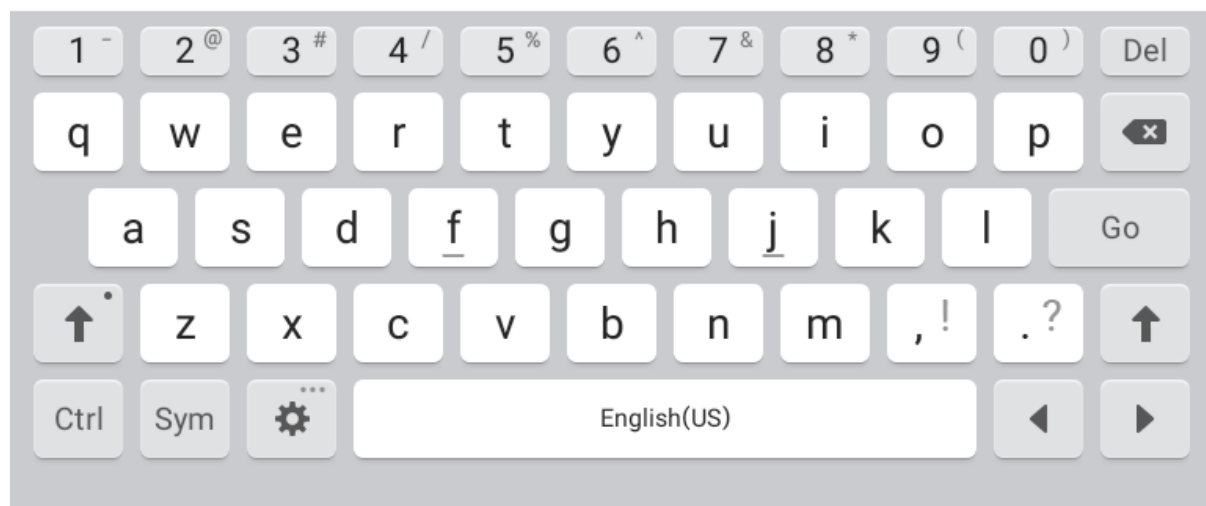 1 - 2 @ 3 # 4 / 5 % 6 ^ 7 & 8 * 9 ( 0 ) Del
q w e r t y u i o p
a s d f g h j k l Go
z x c v b n m , ! . ?
Ctrl Sym English(US)